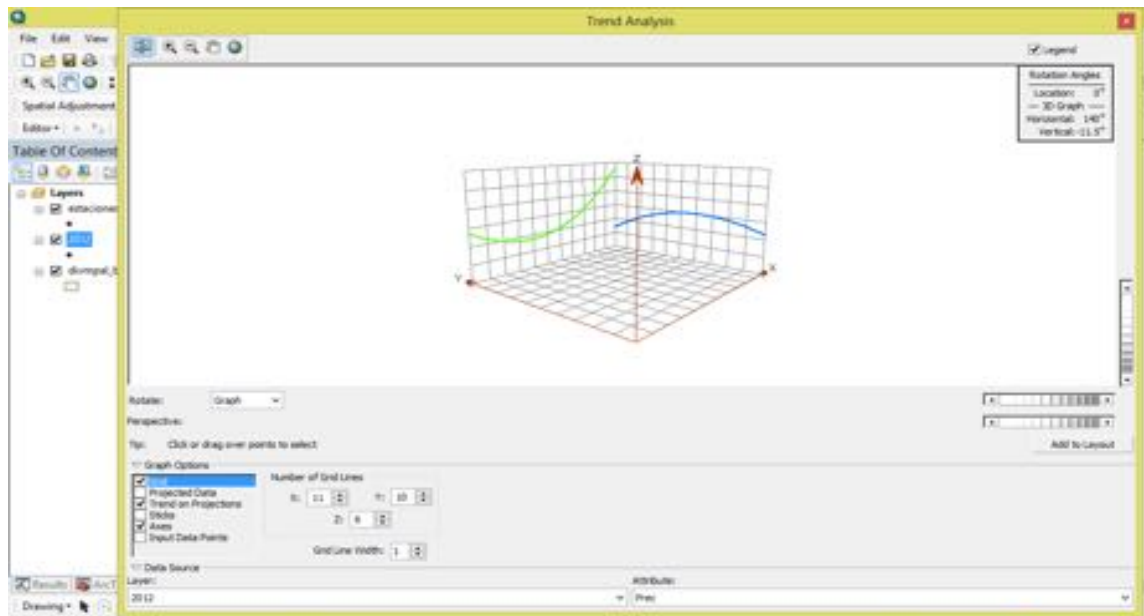 Trend Analysis
File Edit View
Legend
Rotation Angles
Location: 0°
3D Graph
Horizontal: 140°
Vertical: -11.5°
Spatial Adjustment
Editor
Table Of Content
Layers
estacione
2012
Z
Y
X
Rotate: Graph
Perspective:
Tip: Click or drag over points to select
Add to Layout
Graph Options
Grid
Projected Data
Trend on Projections
Sticks
Axes
Input Data Points
Number of Grid Lines
X: 11 Y: 10
Z: 6
Grid Line Width: 1
Data Source
Layer: Attribute:
2012 Prec
Results ArcT
Drawing